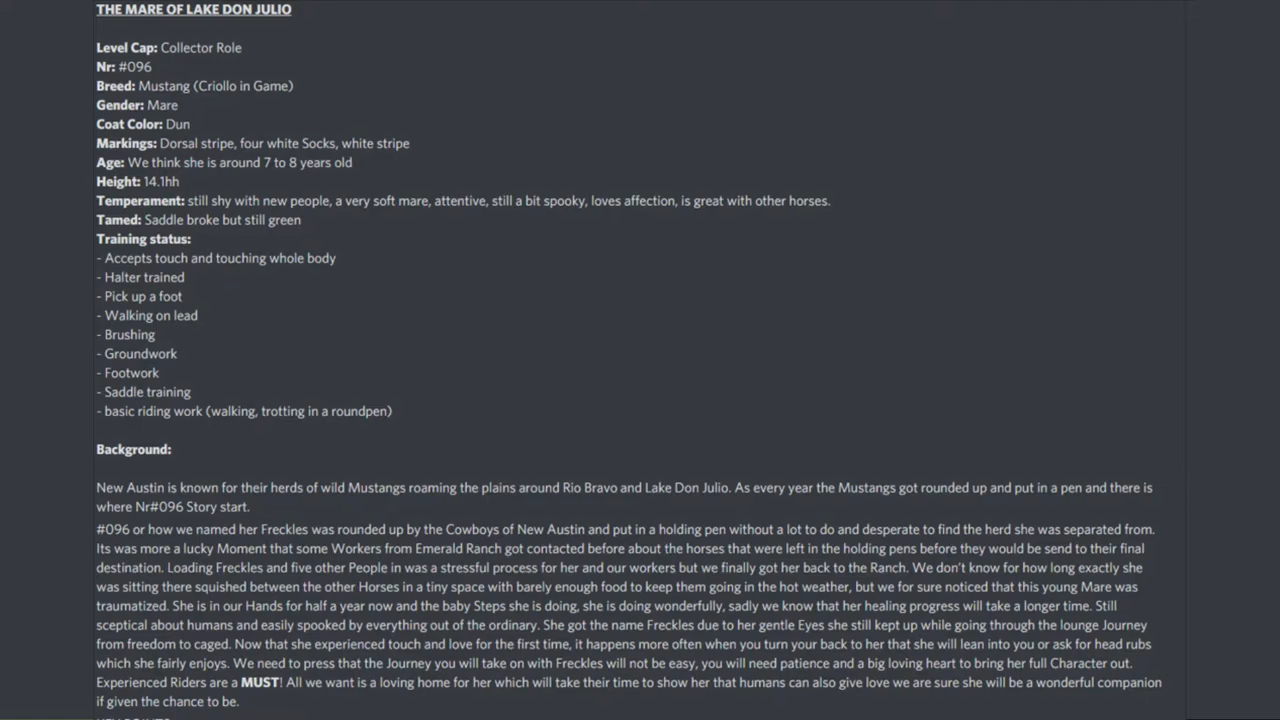 THE MARE OF LAKE DON JULIO
Level Cap: Collector Role
Nr: #096
Breed: Mustang (Criollo in Game)
Gender: Mare
Coat Color: Dun
Markings: Dorsal stripe, four white Socks, white stripe
Age: We think she is around 7 to 8 years old
Height: 14.1hh
Temperament: still shy with new people, a very soft mare, attentive, still a bit spooky, loves affection, is great with other horses.
Tamed: Saddle broke but still green
Training status:
- Accepts touch and touching whole body
- Halter trained
- Pick up a foot
- Walking on lead
- Brushing
- Groundwork
- Footwork
- Saddle training
- basic riding work (walking, trotting in a roundpen)
Background:
New Austin is known for their herds of wild Mustangs roaming the plains around Rio Bravo and Lake Don Julio. As every year the Mustangs got rounded up and put in a pen and there is
where Nr#096 Story start.
#096 or how we named her Freckles was rounded up by the Cowboys of New Austin and put in a holding pen without a lot to do and desperate to find the herd she was separated from.
Its was more a lucky Moment that some Workers from Emerald Ranch got contacted before about the horses that were left in the holding pens before they would be send to their final
destination. Loading Freckles and five other People in was a stressful process for her and our workers but we finally got her back to the Ranch. We don't know for how long exactly she
was sitting there squished between the other Horses in a tiny space with barely enough food to keep them going in the hot weather, but we for sure noticed that this young Mare was
traumatized. She is in our Hands for half a year now and the baby Steps she is doing, she is doing wonderfully, sadly we know that her healing progress will take a longer time. Still
sceptical about humans and easily spooked by everything out of the ordinary. She got the name Freckles due to her gentle Eyes she still kept up while going through the lounge Journey
from freedom to caged. Now that she experienced touch and love for the first time, it happens more often when you turn your back to her that she will lean into you or ask for head rubs
which she fairly enjoys. We need to press that the Journey you will take on with Freckles will not be easy, you will need patience and a big loving heart to bring her full Character out.
Experienced Riders are a MUST! All we want is a loving home for her which will take their time to show her that humans can also give love we are sure she will be a wonderful companion
if given the chance to be.